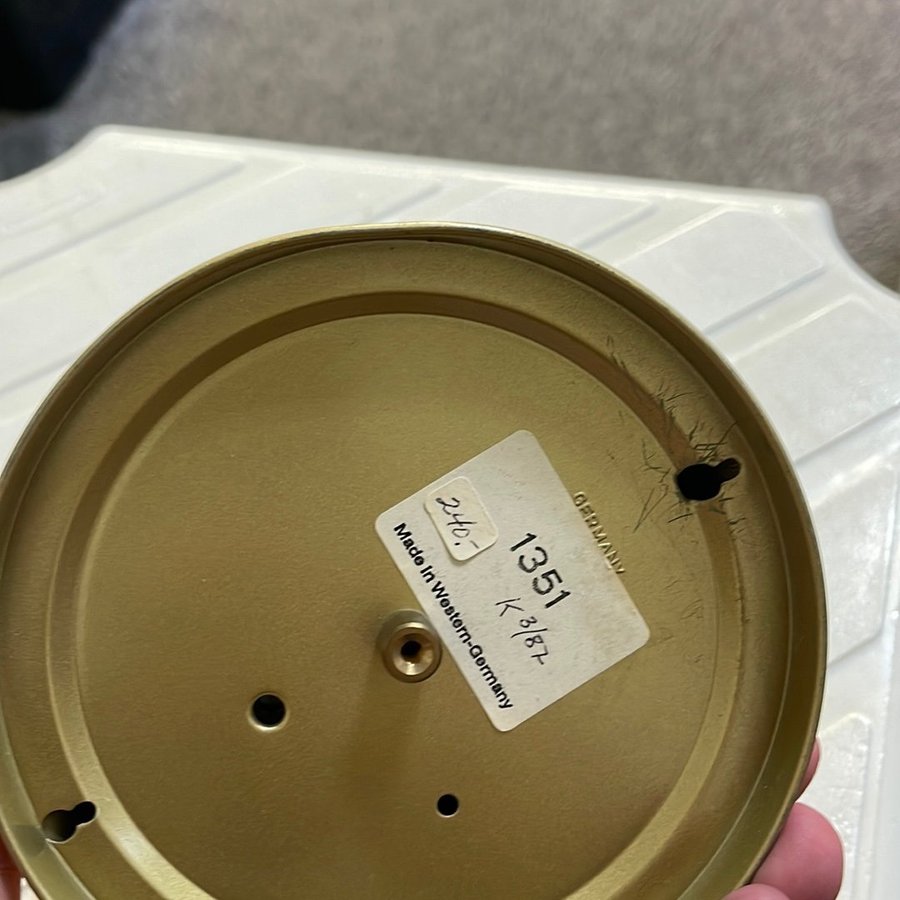 GERMANY
240.-
1351
K 3/87
Made in Western-Germany